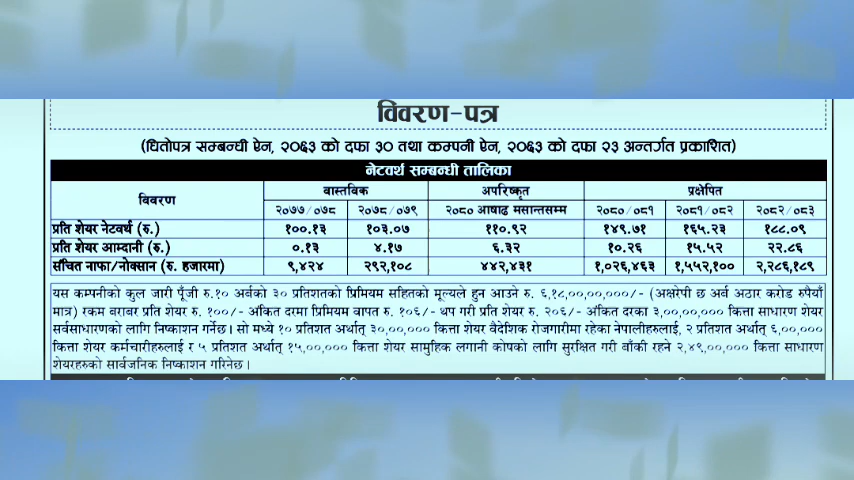 विवरण-पत्र
(धितोपत्र सम्बन्धी ऐन, २०६३ को दफा ३० तथा कम्पनी ऐन, २०६३ को दफा २३ अन्तर्गत प्रकाशित)
नेटवर्थ सम्बन्धी तालिका
विवरण वास्तविक अपरिष्कृत प्रक्षेपित
२०७७/०७८ २०७८/०७९ २०८० आषाढ मसान्तसम्म २०८०/०८१ २०८१/०८२ २०८२/०८३
प्रति शेयर नेटवर्थ (रु.) १००.१३ १०३.०७ ११०.९२ १४९.७१ १६५.२३ १८८.०९
प्रति शेयर आम्दानी (रु.) ०.१३ ४.१७ ६.३२ १०.२६ १५.५२ २२.८६
संचित नाफा/नोक्सान (रु. हजारमा) ९,४२४ २९२,१०८ ४४२,४३१ १,०२६,४६३ १,५५२,१०० २,२८६,१८९
यस कम्पनीको कुल जारी पूँजी रु.१० अर्बको ३० प्रतिशतको प्रिमियम सहितको मूल्यले हुन आउने रु. ६,१८,००,००,०००/- (अक्षरेपी छ अर्ब अठार करोड रुपैयाँ
मात्र) रकम बराबर प्रति शेयर रु. १००/- अंकित दरमा प्रिमियम वापत रु. १०६/- थप गरी प्रति शेयर रु. २०६/- अंकित दरका ३,००,००,०००/- कित्ता साधारण शेयर
सर्वसाधारणको लागि निष्काशन गर्नेछ। सो मध्ये १० प्रतिशत अर्थात् ३०,००,००० कित्ता शेयर वैदेशिक रोजगारीमा रहेका नेपालीहरुलाई, २ प्रतिशत अर्थात् ६,००,०००
कित्ता शेयर कर्मचारीहरुलाई र ५ प्रतिशत अर्थात् १५,००,००० कित्ता शेयर सामुहिक लगानी कोषको लागि सुरक्षित गरी वाँकी रहने २,४९,००,००० कित्ता साधारण
शेयरहरुको सार्वजनिक निष्काशन गरिनेछ।